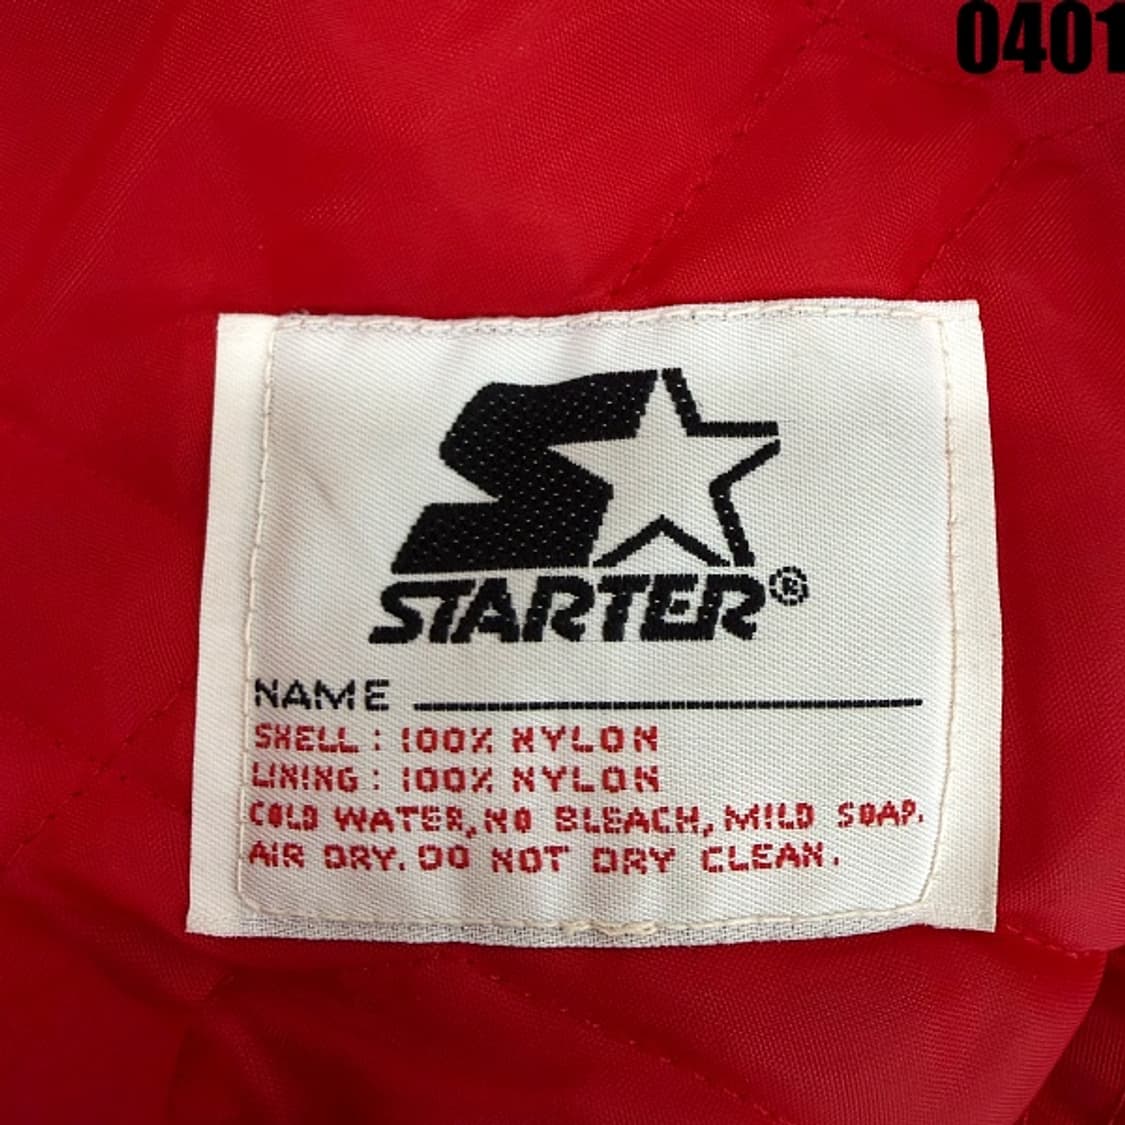 0401
STARTER®
NAME
SHELL: 100% NYLON
LINING: 100% NYLON
COLD WATER, NO BLEACH, MILD SOAP.
AIR DRY. DO NOT DRY CLEAN.